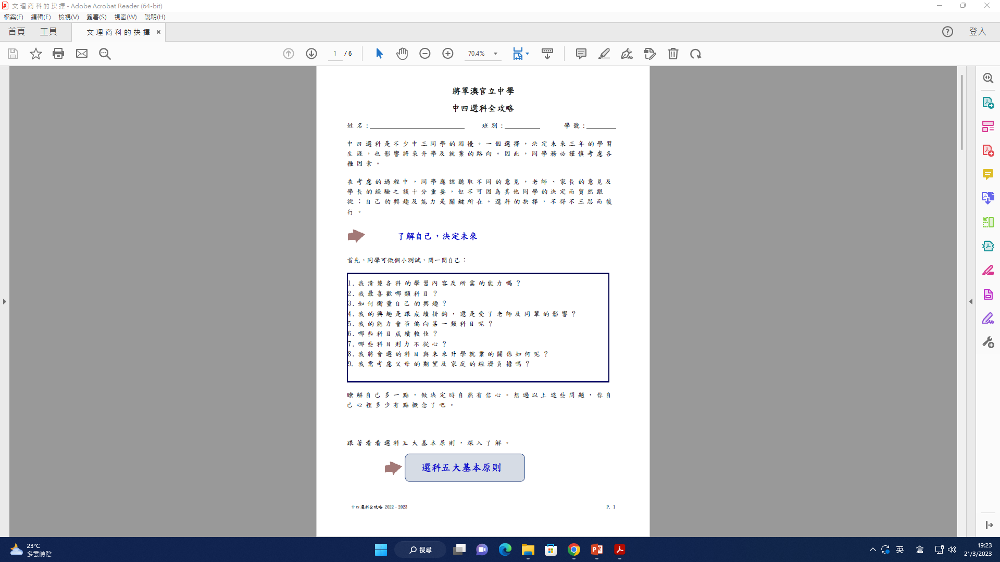 文 理 商 科 的 抉 擇 - Adobe Acrobat Reader (64-bit)
檔案(F) 編輯(E) 檢視(V) 簽署(S) 視窗(W) 說明(H)
首頁 工具 文 理 商 科 的 抉 擇 × 登入
1 / 6 70.4%
將軍澳官立中學
中四選科全攻略
姓名： 班別： 學號：
中四選科是不少中三同學的困擾。一個選擇，決定未來三年的學習
生涯，也影響將來升學及就業的路向。因此，同學務必謹慎考慮各
種因素。
在考慮的過程中，同學應該聽取不同的意見，老師、家長的意見及
學長的經驗之談十分重要，但不可因為其他同學的決定而貿然跟
從；自己的興趣及能力是關鍵所在。選科的抉擇，不得不三思而後
行。
了解自己，決定未來
首先，同學可做個小測試，問一問自己：
1. 我清楚各科的學習內容及所需的能力嗎？
2. 我最喜歡哪類科目？
3. 如何衡量自己的興趣？
4. 我的興趣是跟成績掛鉤，還是受了老師及同輩的影響？
5. 我的能力會否偏向某一類科目呢？
6. 哪些科目成績較佳？
7. 哪些科目則力不從心？
8. 我將會選的科目與未來升學就業的關係如何呢？
9. 我需考慮父母的期望及家庭的經濟負擔嗎？
瞭解自己多一點，做決定時自然有信心。想過以上這些問題，你自
己心裡多少有點概念了吧。
跟著看看選科五大基本原則，深入了解。
選科五大基本原則
中四選科全攻略 2022-2023 P. 1
23°C
多雲時陰
搜尋
英 倉
19:23
21/3/2023